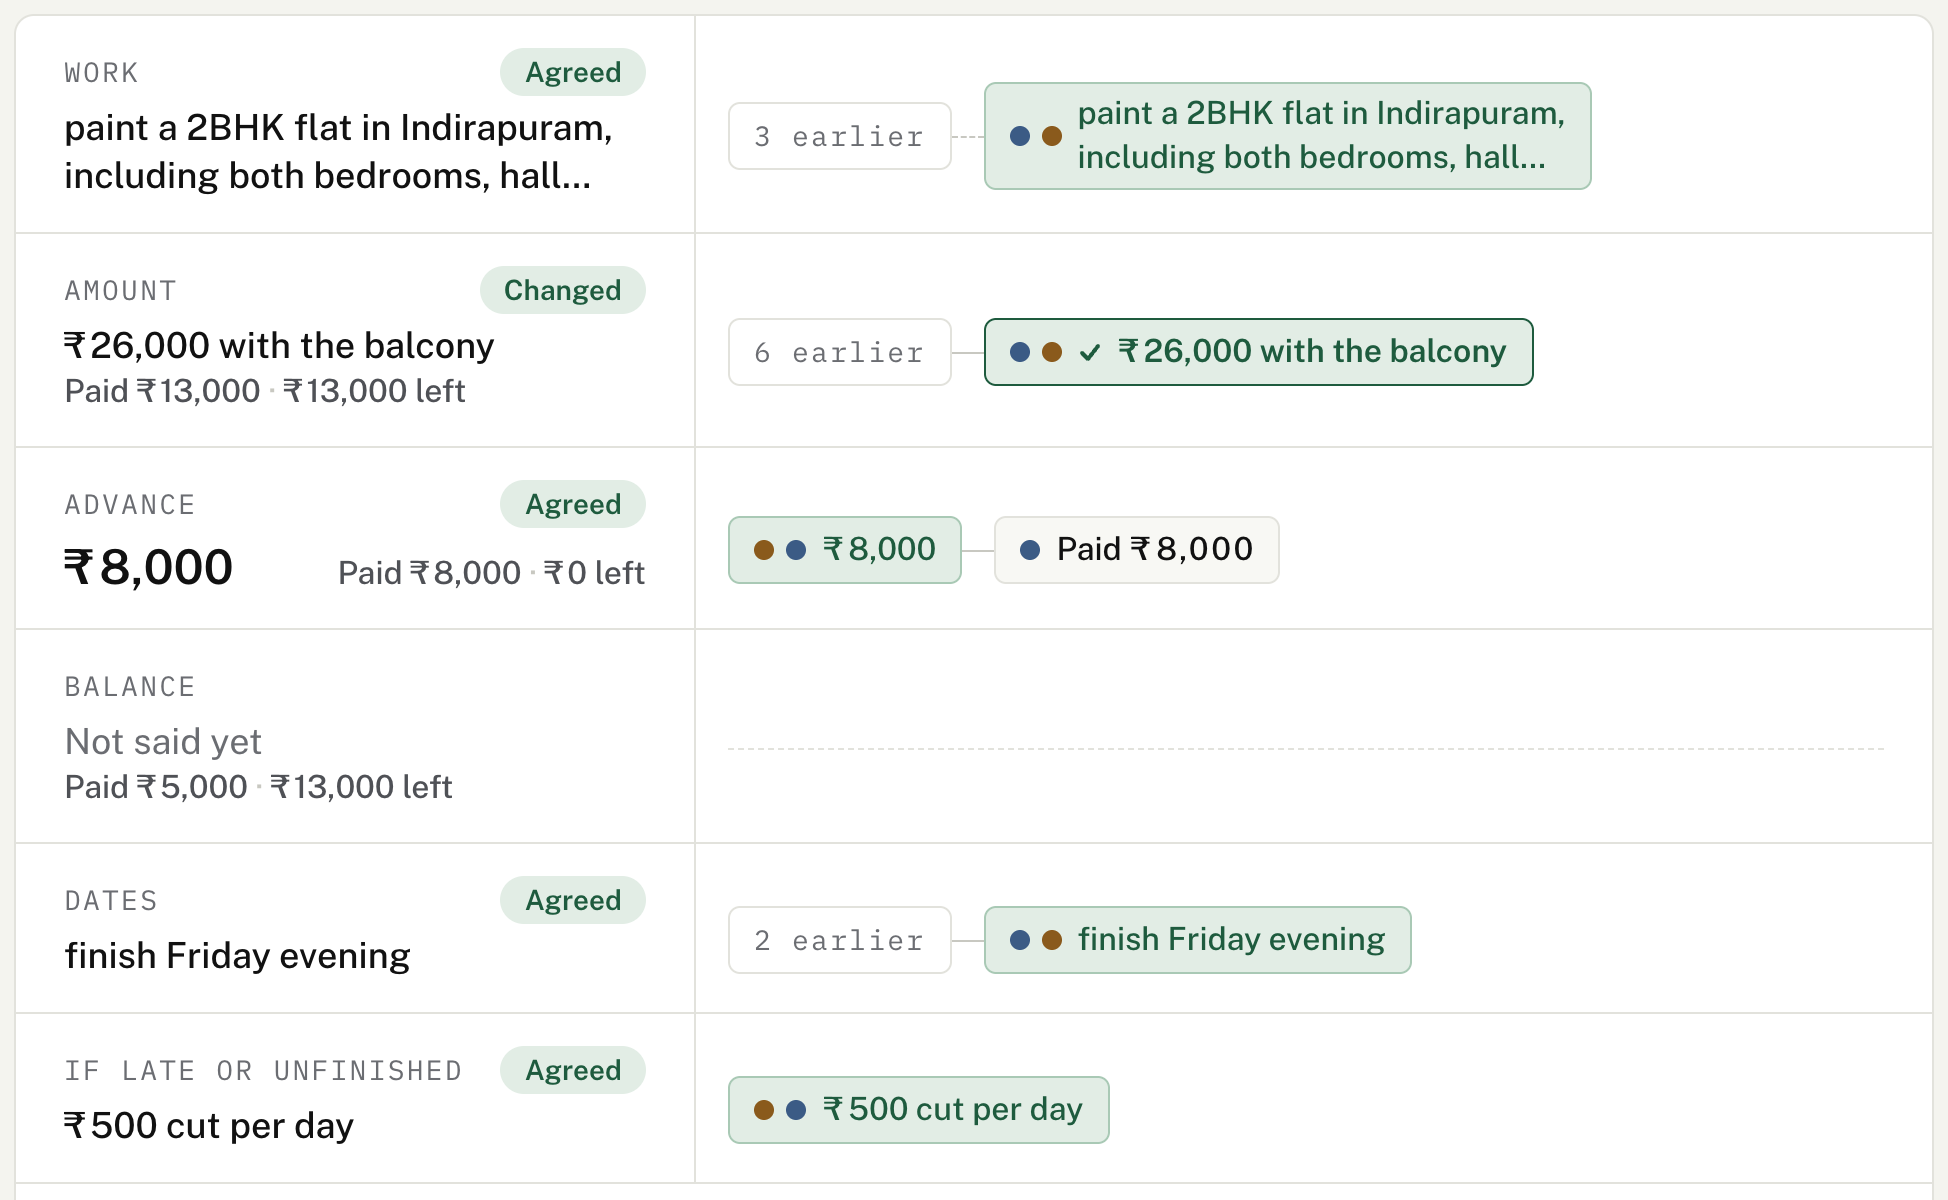 WORK
Agreed
paint a 2BHK flat in Indirapuram,
including both bedrooms, hall...
3 earlier
paint a 2BHK flat in Indirapuram,
including both bedrooms, hall...
AMOUNT
Changed
₹26,000 with the balcony
Paid ₹13,000 · ₹13,000 left
6 earlier
₹26,000 with the balcony
ADVANCE
Agreed
₹8,000
Paid ₹8,000 · ₹0 left
₹8,000
Paid ₹8,000
BALANCE
Not said yet
Paid ₹5,000 · ₹13,000 left
DATES
Agreed
finish Friday evening
2 earlier
finish Friday evening
IF LATE OR UNFINISHED
Agreed
₹500 cut per day
₹500 cut per day